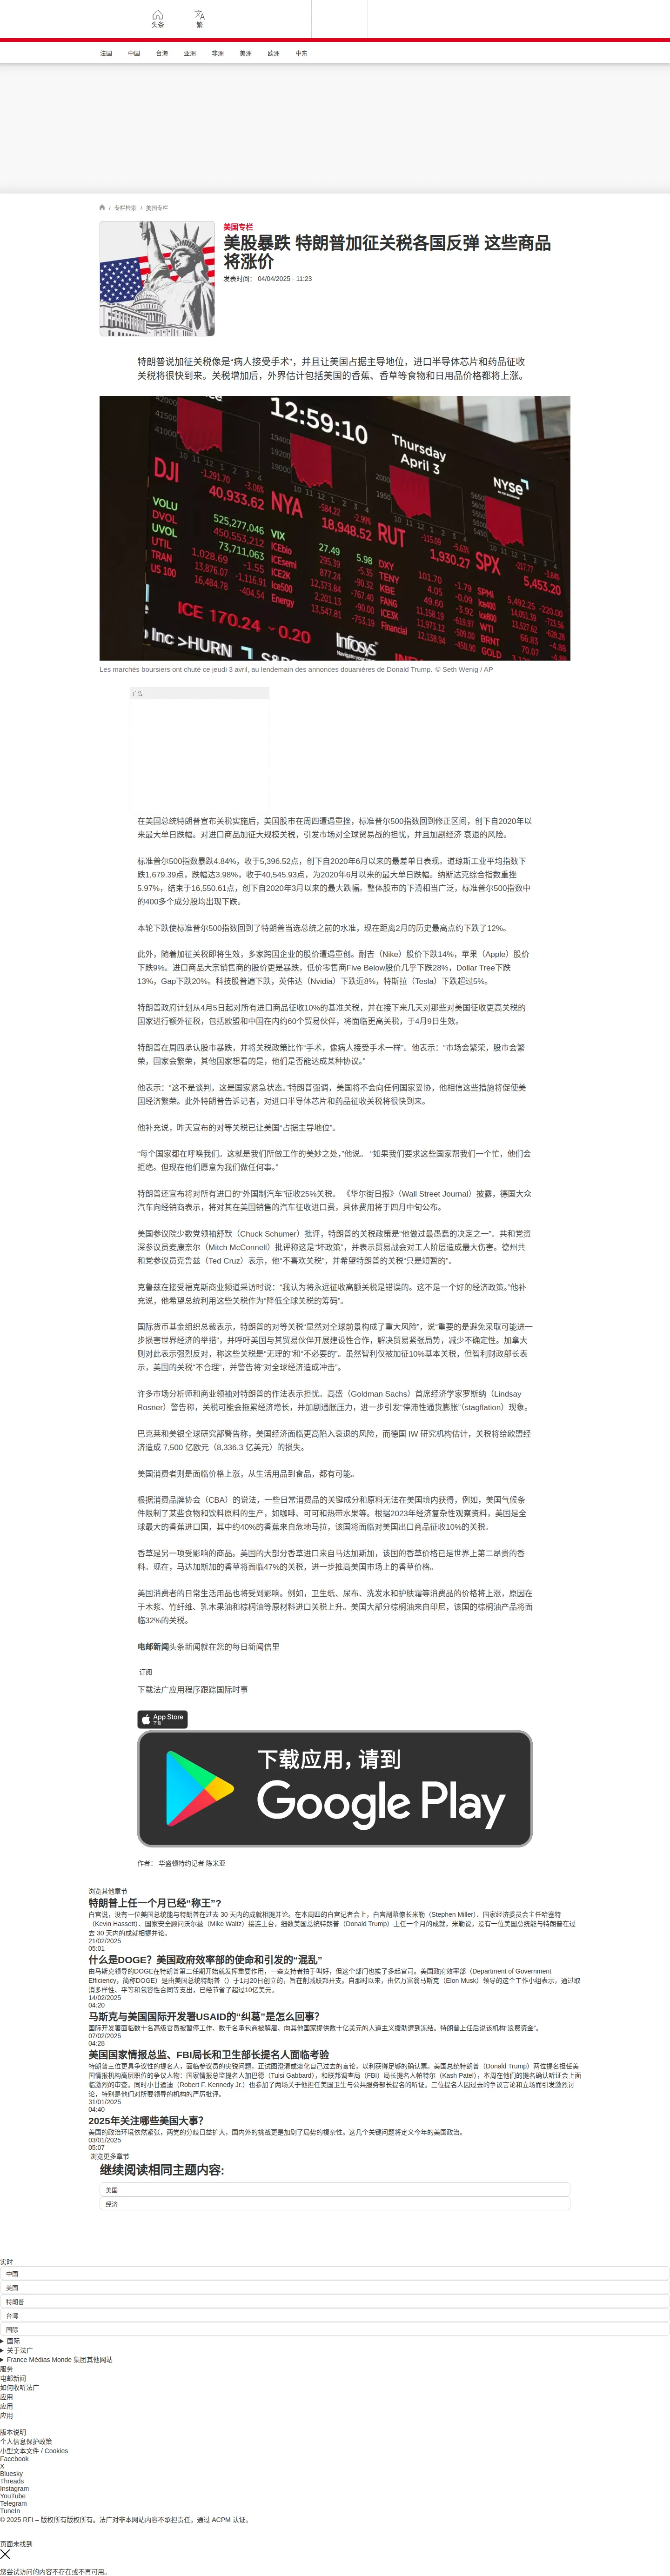 头条
繁
法国 中国 台海 亚洲 非洲 美洲 欧洲 中东
/ 专栏检索 / 美国专栏
美国专栏
美股暴跌 特朗普加征关税各国反弹 这些商品
将涨价
发表时间： 04/04/2025 - 11:23
特朗普说加征关税像是“病人接受手术”，并且让美国占据主导地位，进口半导体芯片和药品征收
关税将很快到来。关税增加后，外界估计包括美国的香蕉、香草等食物和日用品价格都将上涨。
12:59:10
Thursday
April 3
NYSE
DJI
-1,291.70 -3.06%
40,933.62
NYA
-584.22 -2.99%
18,948.52
RUT
-115.09 -5.63%
1,930.27
SPX
-217.77
5,453.20
VOLU 525,527,046
DVOL 450,553,212
UVOL 73,711,063
UTIL 1,028.69 -1.55
TRAN 13,876.07 -1,116.91
US 100 16,484.78 -404.54
VIX 27.49 5.98
ICE 170.24 -0.20
Inc >HURN
Infosys
Les marchés boursiers ont chuté ce jeudi 3 avril, au lendemain des annonces douanières de Donald Trump. © Seth Wenig / AP
广告
在美国总统特朗普宣布关税实施后，美国股市在周四遭遇重挫，标准普尔500指数回到修正区间，创下自2020年以
来最大单日跌幅。对进口商品加征大规模关税，引发市场对全球贸易战的担忧，并且加剧经济 衰退的风险。
标准普尔500指数暴跌4.84%，收于5,396.52点，创下自2020年6月以来的最差单日表现。道琼斯工业平均指数下
跌1,679.39点，跌幅达3.98%，收于40,545.93点，为2020年6月以来的最大单日跌幅。纳斯达克综合指数重挫
5.97%，结束于16,550.61点，创下自2020年3月以来的最大跌幅。整体股市的下滑相当广泛，标准普尔500指数中
的400多个成分股均出现下跌。
本轮下跌使标准普尔500指数回到了特朗普当选总统之前的水准，现在距离2月的历史最高点约下跌了12%。
此外，随着加征关税即将生效，多家跨国企业的股价遭遇重创。耐吉（Nike）股价下跌14%，苹果（Apple）股价
下跌9%。进口商品大宗销售商的股价更是暴跌，低价零售商Five Below股价几乎下跌28%，Dollar Tree下跌
13%，Gap下跌20%。科技股普遍下跌，英伟达（Nvidia）下跌近8%，特斯拉（Tesla）下跌超过5%。
特朗普政府计划从4月5日起对所有进口商品征收10%的基准关税，并在接下来几天对那些对美国征收更高关税的
国家进行额外征税，包括欧盟和中国在内约60个贸易伙伴，将面临更高关税，于4月9日生效。
特朗普在周四承认股市暴跌，并将关税政策比作“手术，像病人接受手术一样”。他表示：“市场会繁荣，股市会繁
荣，国家会繁荣，其他国家想看的是，他们是否能达成某种协议。”
他表示：“这不是谈判，这是国家紧急状态。”特朗普强调，美国将不会向任何国家妥协，他相信这些措施将促使美
国经济繁荣。此外特朗普告诉记者，对进口半导体芯片和药品征收关税将很快到来。
他补充说，昨天宣布的对等关税已让美国“占据主导地位”。
“每个国家都在呼唤我们。这就是我们所做工作的美妙之处，”他说。 “如果我们要求这些国家帮我们一个忙，他们会
拒绝。但现在他们愿意为我们做任何事。”
特朗普还宣布将对所有进口的“外国制汽车”征收25%关税。 《华尔街日报》（Wall Street Journal）披露，德国大众
汽车向经销商表示，将对其在美国销售的汽车征收进口费，具体费用将于四月中旬公布。
美国参议院少数党领袖舒默（Chuck Schumer）批评，特朗普的关税政策是“他做过最愚蠢的决定之一”。共和党资
深参议员麦康奈尔（Mitch McConnell）批评称这是“坏政策”，并表示贸易战会对工人阶层造成最大伤害。德州共
和党参议员克鲁兹（Ted Cruz）表示，他“不喜欢关税”，并希望特朗普的关税“只是短暂的”。
克鲁兹在接受福克斯商业频道采访时说：“我认为将永远征收高额关税是错误的。这不是一个好的经济政策。”他补
充说，他希望总统利用这些关税作为“降低全球关税的筹码”。
国际货币基金组织总裁表示，特朗普的对等关税“显然对全球前景构成了重大风险”，说“重要的是避免采取可能进一
步损害世界经济的举措”，并呼吁美国与其贸易伙伴开展建设性合作，解决贸易紧张局势，减少不确定性。加拿大
则对此表示强烈反对，称这些关税是“无理的”和“不必要的”。虽然智利仅被加征10%基本关税，但智利财政部长表
示，美国的关税“不合理”，并警告将“对全球经济造成冲击”。
许多市场分析师和商业领袖对特朗普的作法表示担忧。高盛（Goldman Sachs）首席经济学家罗斯纳（Lindsay
Rosner）警告称，关税可能会拖累经济增长，并加剧通胀压力，进一步引发“停滞性通货膨胀”（stagflation）现象。
巴克莱和美银全球研究部警告称，美国经济面临更高陷入衰退的风险，而德国 IW 研究机构估计，关税将给欧盟经
济造成 7,500 亿欧元（8,336.3 亿美元）的损失。
美国消费者则是面临价格上涨，从生活用品到食品，都有可能。
根据消费品牌协会（CBA）的说法，一些日常消费品的关键成分和原料无法在美国境内获得，例如，美国气候条
件限制了某些食物和饮料原料的生产，如咖啡、可可和热带水果等。根据2023年经济复杂性观察资料，美国是全
球最大的香蕉进口国，其中约40%的香蕉来自危地马拉，该国将面临对美国出口商品征收10%的关税。
香草是另一项受影响的商品。美国的大部分香草进口来自马达加斯加，该国的香草价格已是世界上第二昂贵的香
料。现在，马达加斯加的香草将面临47%的关税，进一步推高美国市场上的香草价格。
美国消费者的日常生活用品也将受到影响。例如，卫生纸、尿布、洗发水和护肤霜等消费品的价格将上涨，原因在
于木浆、竹纤维、乳木果油和棕榈油等原材料进口关税上升。美国大部分棕榈油来自印尼，该国的棕榈油产品将面
临32%的关税。
电邮新闻头条新闻就在您的每日新闻信里
订阅
下载法广应用程序跟踪国际时事
App Store
下载
下载应用，请到
Google Play
作者： 华盛顿特约记者 陈米亚
浏览其他章节
特朗普上任一个月已经“称王”？
白宫说，没有一位美国总统能与特朗普在过去 30 天内的成就相提并论。在本周四的白宫记者会上，白宫副幕僚长米勒（Stephen Miller）、国家经济委员会主任哈塞特
（Kevin Hassett）、国家安全顾问沃尔兹（Mike Waltz）接连上台，细数美国总统特朗普（Donald Trump）上任一个月的成就，米勒说，没有一位美国总统能与特朗普在过
去 30 天内的成就相提并论。
21/02/2025
05:01
什么是DOGE？美国政府效率部的使命和引发的“混乱”
由马斯克领导的DOGE在特朗普第二任期开始就发挥重要作用，一些支持者拍手叫好，但这个部门也挨了多起官司。美国政府效率部（Department of Government
Efficiency，简称DOGE）是由美国总统特朗普（）于1月20日创立的，旨在削减联邦开支。自那时以来，由亿万富翁马斯克（Elon Musk）领导的这个工作小组表示，通过取
消多样性、平等和包容性合同等支出，已经节省了超过10亿美元。
14/02/2025
04:20
马斯克与美国国际开发署USAID的“纠葛”是怎么回事？
国际开发署面临数十名高级官员被暂停工作、数千名承包商被解雇、向其他国家提供数十亿美元的人道主义援助遭到冻结。特朗普上任后说该机构“浪费资金”。
07/02/2025
04:28
美国国家情报总监、FBI局长和卫生部长提名人面临考验
特朗普三位更具争议性的提名人，面临参议员的尖锐问题，正试图澄清或淡化自己过去的言论，以利获得足够的确认票。美国总统特朗普（Donald Trump）两位提名担任美
国情报机构高层职位的争议人物：国家情报总监提名人加巴德（Tulsi Gabbard），和联邦调查局（FBI）局长提名人帕特尔（Kash Patel），本周在他们的提名确认听证会上面
临激烈的审查。同时小甘迺迪（Robert F. Kennedy Jr.）也参加了两场关于他担任美国卫生与公共服务部长提名的听证。三位提名人因过去的争议言论和立场而引发激烈讨
论，特别是他们对所要领导的机构的严厉批评。
31/01/2025
04:40
2025年关注哪些美国大事？
美国的政治环境依然紧张，两党的分歧日益扩大，国内外的挑战更是加剧了局势的複杂性。这几个关键问题将定义今年的美国政治。
03/01/2025
05:07
浏览更多章节
继续阅读相同主题内容:
美国
经济
实时
中国
美国
特朗普
台湾
国际
国际
关于法广
France Médias Monde 集团其他网站
服务
电邮新闻
如何收听法广
应用
应用
应用
版本说明
个人信息保护政策
小型文本文件 / Cookies
Facebook
X
Bluesky
Threads
Instagram
YouTube
Telegram
TuneIn
© 2025 RFI – 版权所有版权所有。法广对非本网站内容不承担责任。通过 ACPM 认证。
页面未找到
您尝试访问的内容不存在或不再可用。